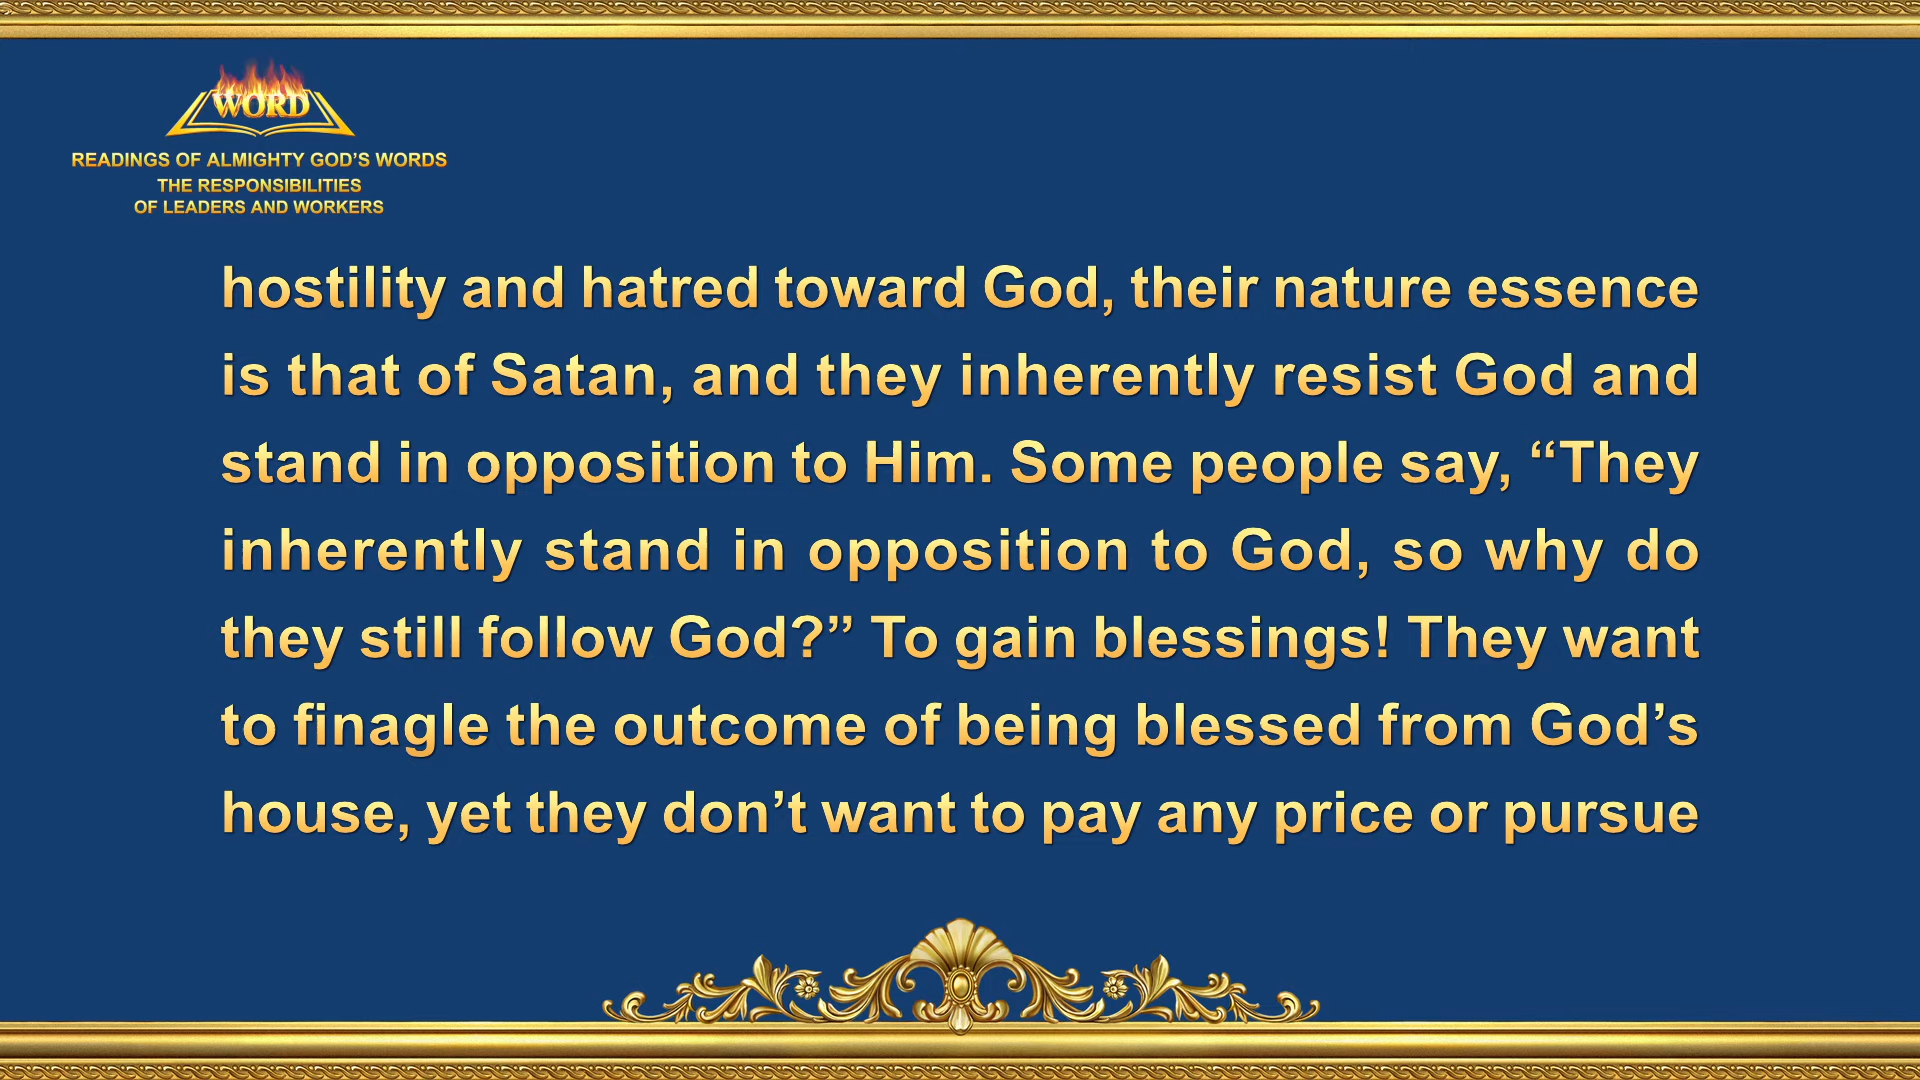 WORD
READINGS OF ALMIGHTY GOD’S WORDS
THE RESPONSIBILITIES
OF LEADERS AND WORKERS
hostility and hatred toward God, their nature essence
is that of Satan, and they inherently resist God and
stand in opposition to Him. Some people say, “They
inherently stand in opposition to God, so why do
they still follow God?” To gain blessings! They want
to finagle the outcome of being blessed from God’s
house, yet they don’t want to pay any price or pursue